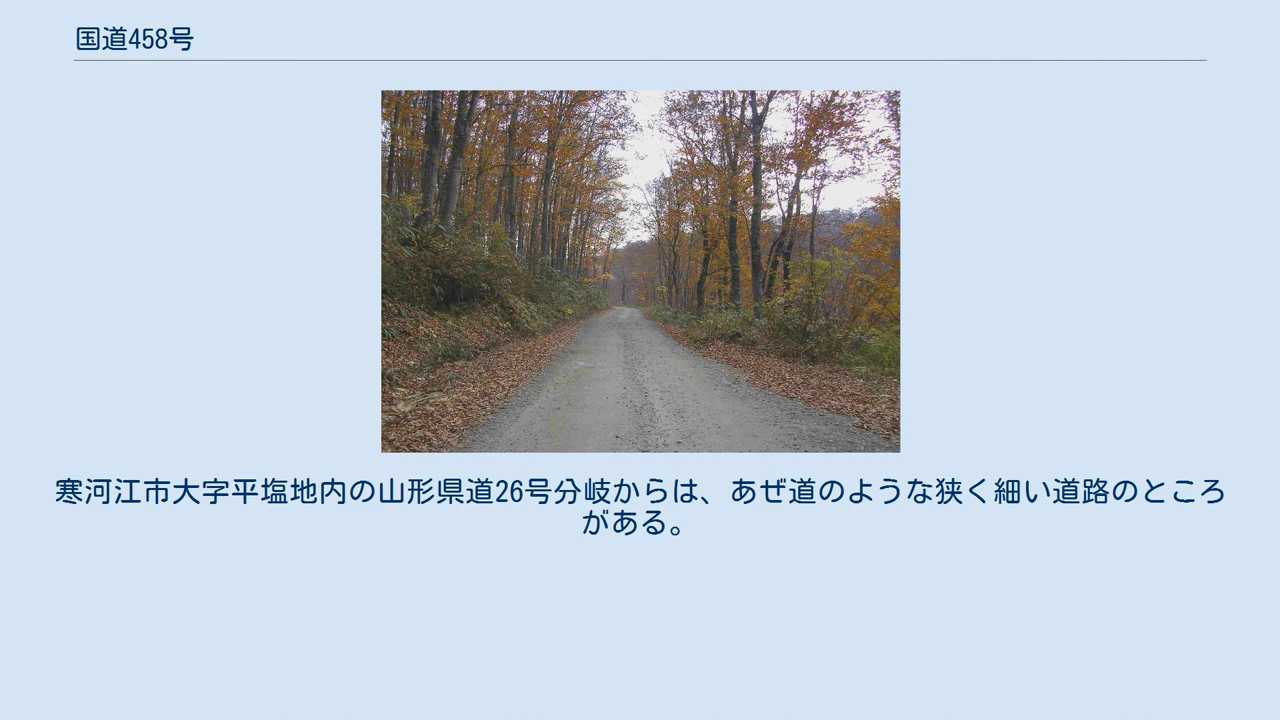 国道458号
寒河江市大字平塩地内の山形県道26号分岐からは、あぜ道のような狭く細い道路のところ
がある。